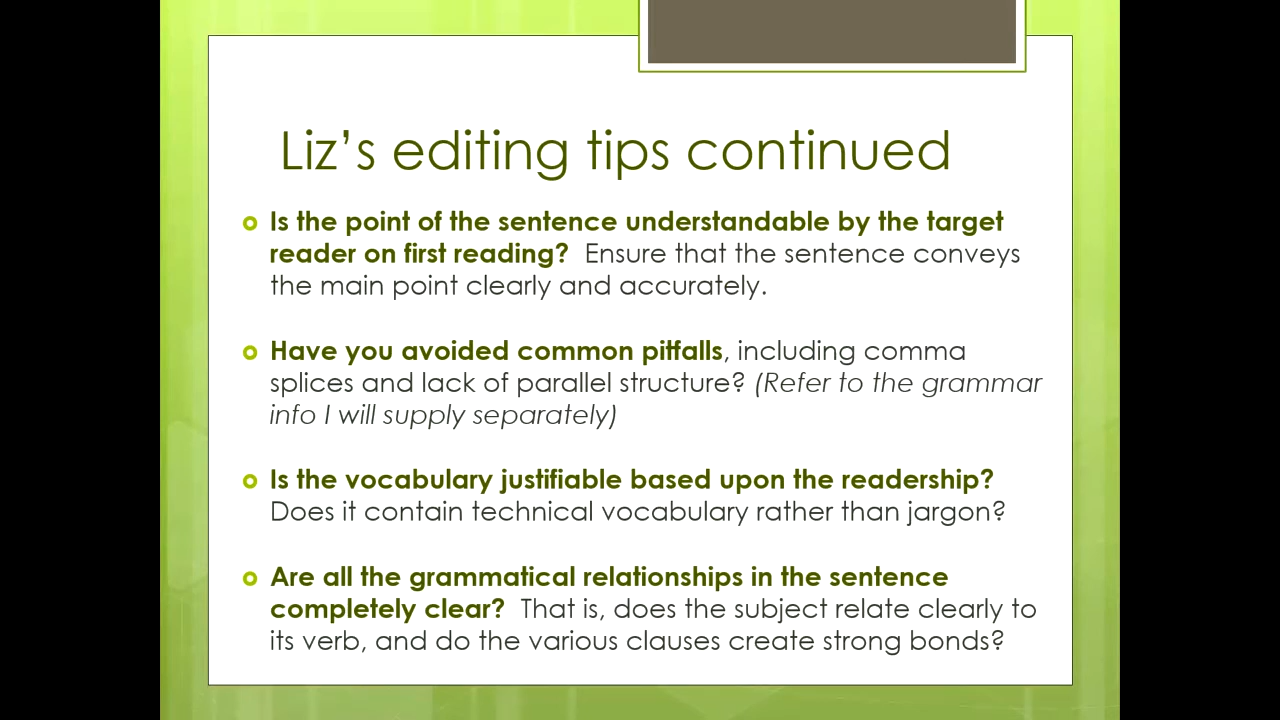 Liz’s editing tips continued
Is the point of the sentence understandable by the target
reader on first reading? Ensure that the sentence conveys
the main point clearly and accurately.
Have you avoided common pitfalls, including comma
splices and lack of parallel structure? (Refer to the grammar
info I will supply separately)
Is the vocabulary justifiable based upon the readership?
Does it contain technical vocabulary rather than jargon?
Are all the grammatical relationships in the sentence
completely clear? That is, does the subject relate clearly to
its verb, and do the various clauses create strong bonds?